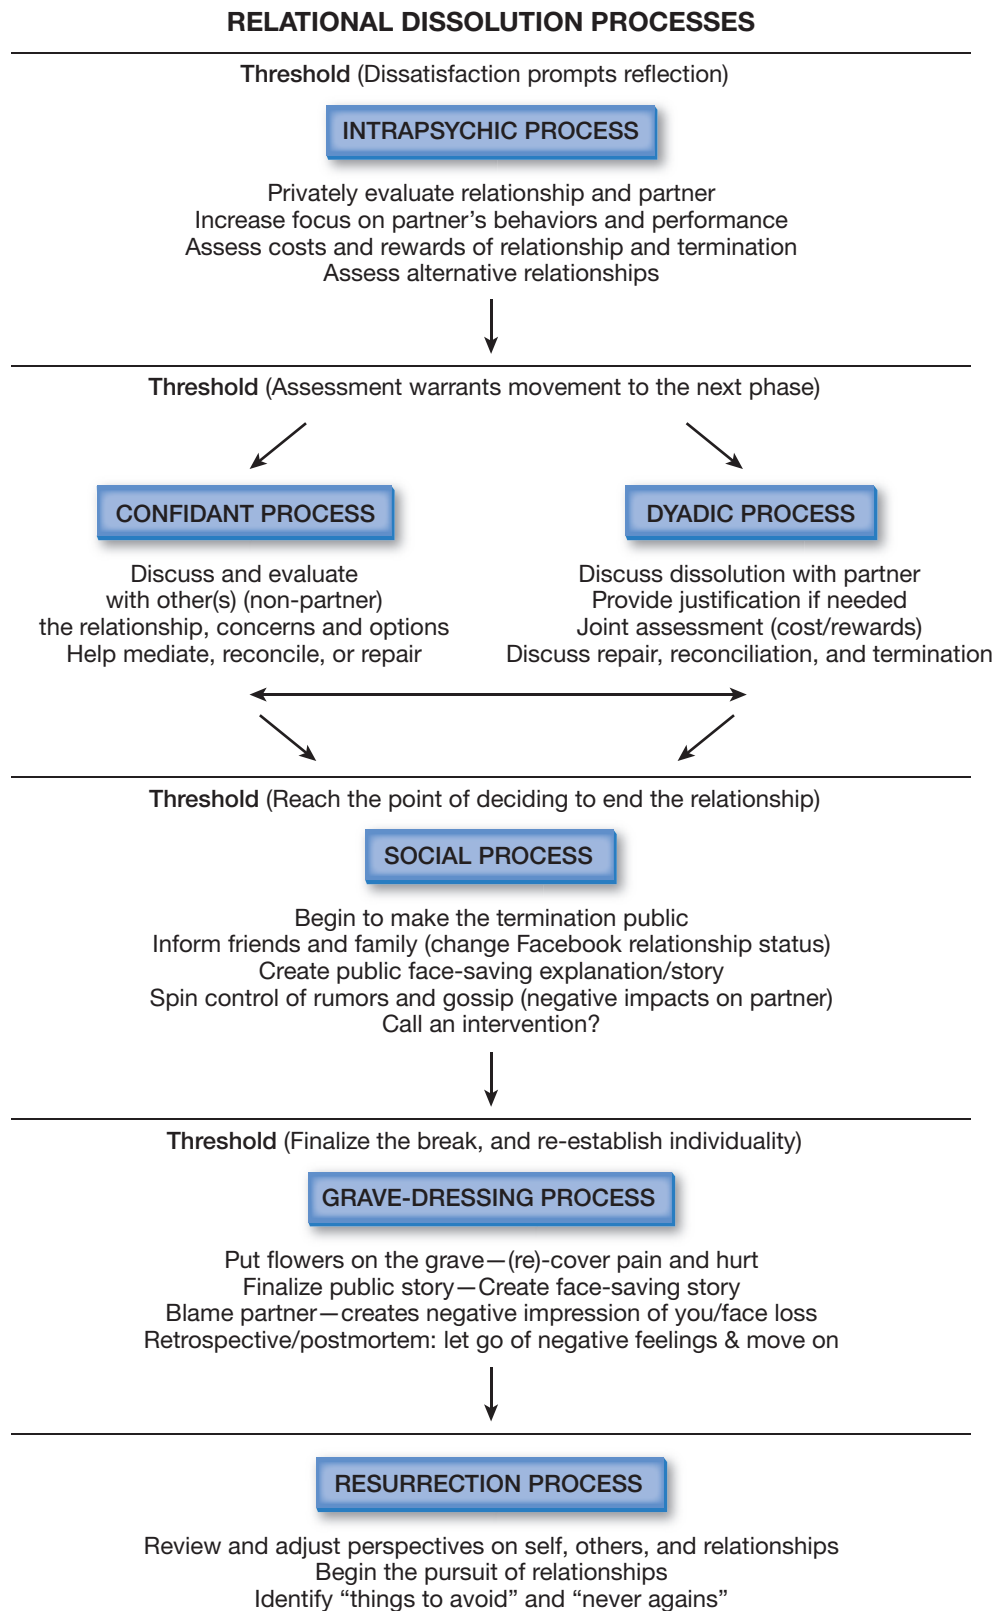 RELATIONAL DISSOLUTION PROCESSES
Threshold (Dissatisfaction prompts reflection)
INTRAPSYCHIC PROCESS
Privately evaluate relationship and partner
Increase focus on partner’s behaviors and performance
Assess costs and rewards of relationship and termination
Assess alternative relationships
Threshold (Assessment warrants movement to the next phase)
CONFIDANT PROCESS
Discuss and evaluate
with other(s) (non-partner)
the relationship, concerns and options
Help mediate, reconcile, or repair
DYADIC PROCESS
Discuss dissolution with partner
Provide justification if needed
Joint assessment (cost/rewards)
Discuss repair, reconciliation, and termination
Threshold (Reach the point of deciding to end the relationship)
SOCIAL PROCESS
Begin to make the termination public
Inform friends and family (change Facebook relationship status)
Create public face-saving explanation/story
Spin control of rumors and gossip (negative impacts on partner)
Call an intervention?
Threshold (Finalize the break, and re-establish individuality)
GRAVE-DRESSING PROCESS
Put flowers on the grave—(re)-cover pain and hurt
Finalize public story—Create face-saving story
Blame partner—creates negative impression of you/face loss
Retrospective/postmortem: let go of negative feelings & move on
RESURRECTION PROCESS
Review and adjust perspectives on self, others, and relationships
Begin the pursuit of relationships
Identify “things to avoid” and “never agains”